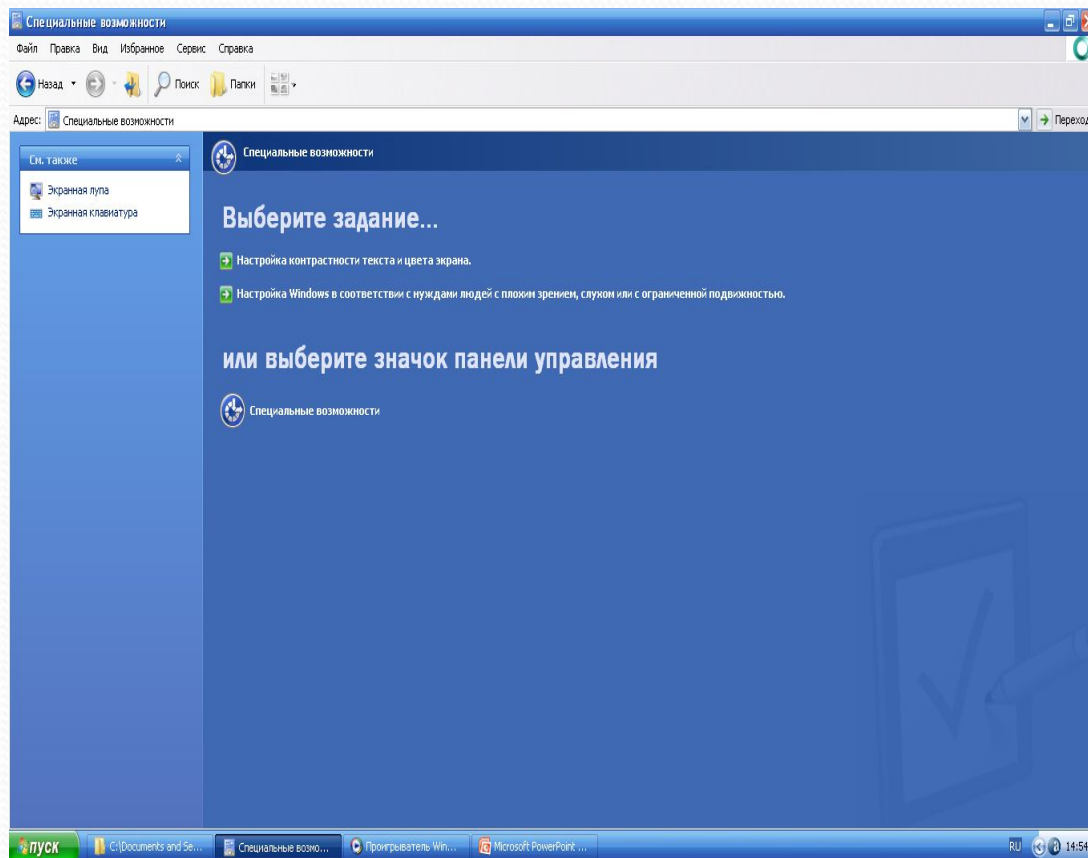 Специальные возможности
Файл Правка Вид Избранное Сервис Справка
Назад Поиск Папки
Адрес: Специальные возможности Переход
См. также
Экранная лупа
Экранная клавиатура
Специальные возможности
Выберите задание...
Настройка контрастности текста и цвета экрана.
Настройка Windows в соответствии с нуждами людей с плохим зрением, слухом или с ограниченной подвижностью.
или выберите значок панели управления
Специальные возможности
пуск C:\Documents and Se... Специальные возмо... Проигрыватель Win... Microsoft PowerPoint ... RU 14:54